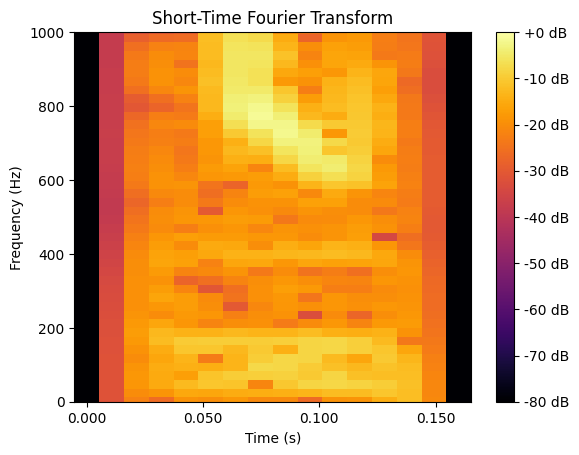 Short-Time Fourier Transform
1000
800
600
400
200
0
Frequency (Hz)
0.000
0.050
0.100
0.150
Time (s)
+0 dB
-10 dB
-20 dB
-30 dB
-40 dB
-50 dB
-60 dB
-70 dB
-80 dB